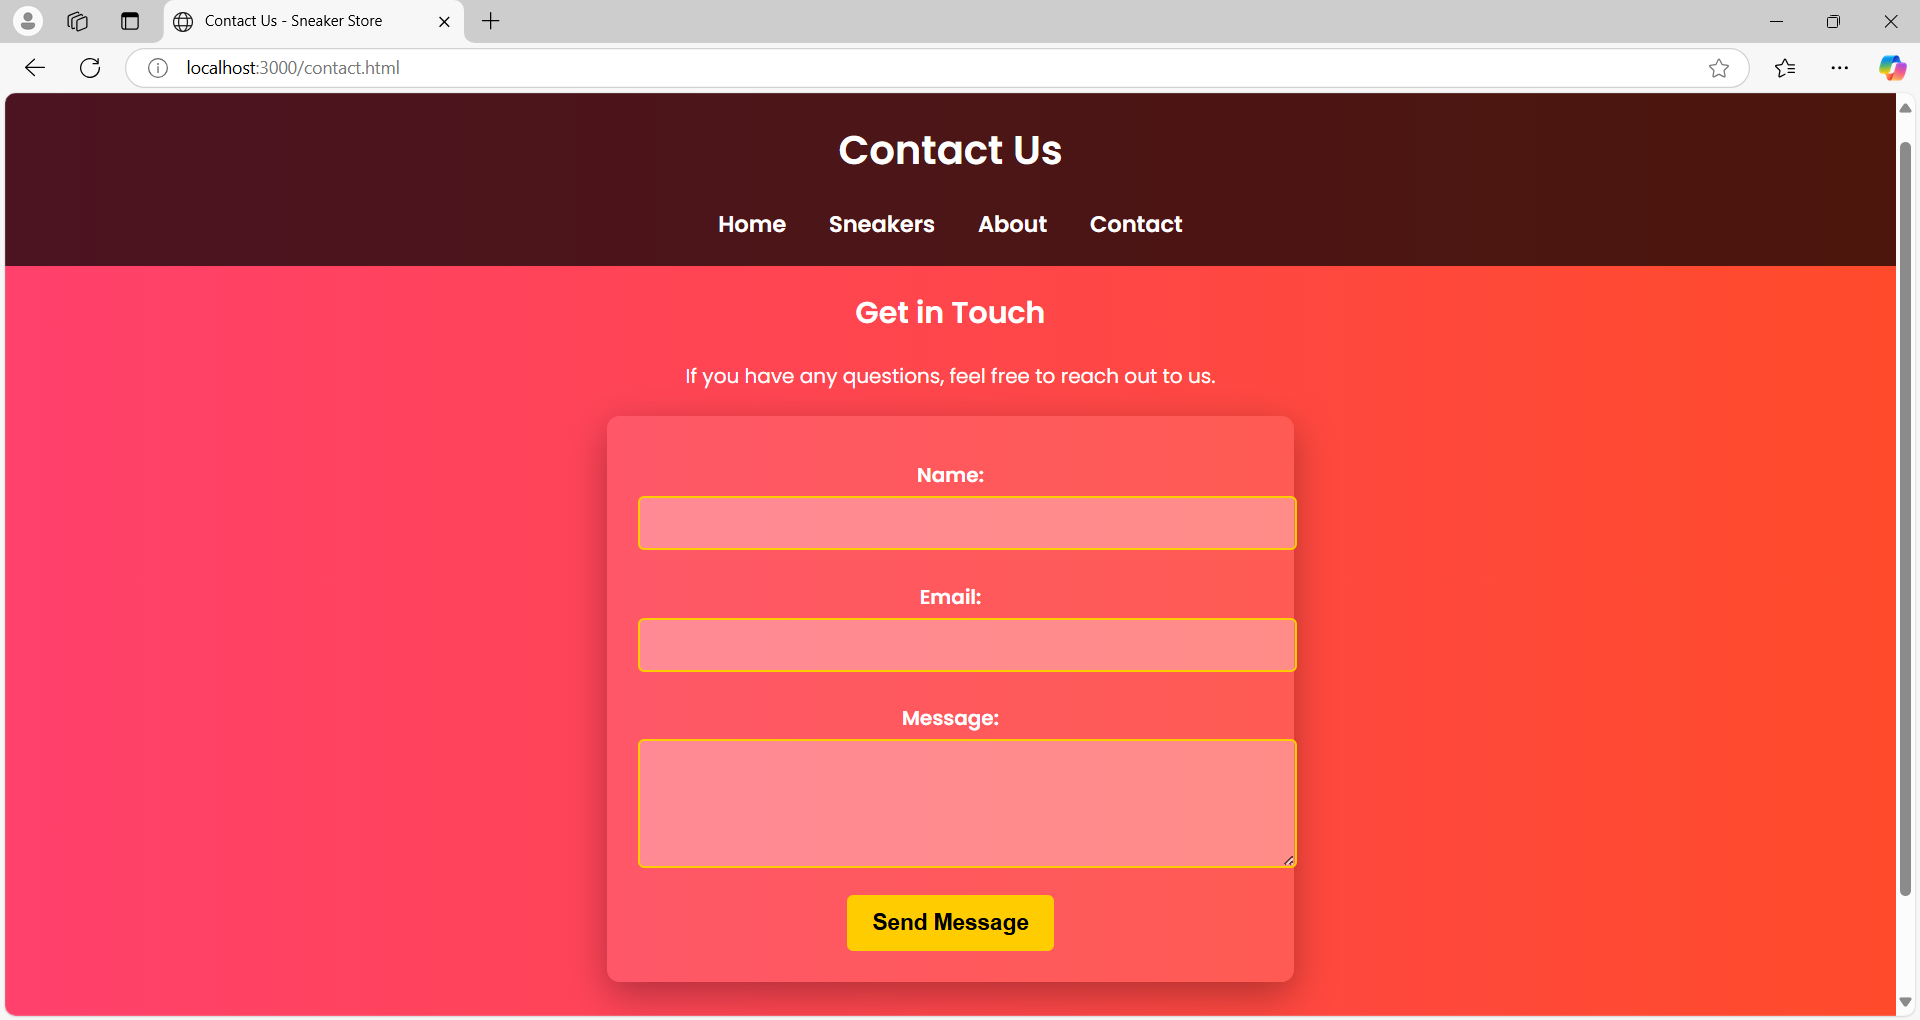 Contact Us - Sneaker Store
localhost:3000/contact.html
Contact Us
Home Sneakers About Contact
Get in Touch
If you have any questions, feel free to reach out to us.
Name:
Email:
Message:
Send Message